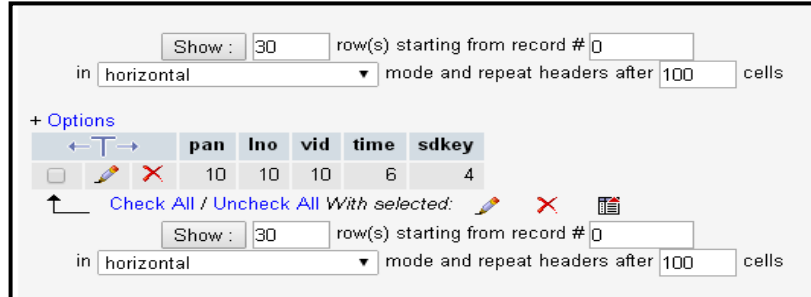 Show : 30 row(s) starting from record # 0
in horizontal mode and repeat headers after 100 cells
+ Options
←T→ pan lno vid time sdkey
10 10 10 6 4
Check All / Uncheck All With selected:
Show : 30 row(s) starting from record # 0
in horizontal mode and repeat headers after 100 cells